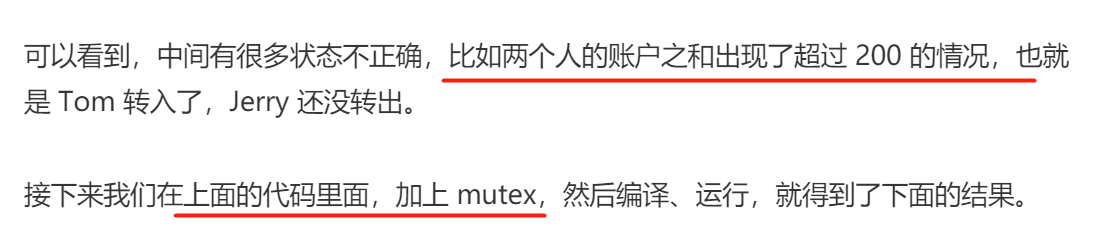 可以看到，中间有很多状态不正确，比如两个人的账户之和出现了超过 200 的情况，也就
是 Tom 转入了，Jerry 还没转出。
接下来我们在上面的代码里面，加上 mutex，然后编译、运行，就得到了下面的结果。